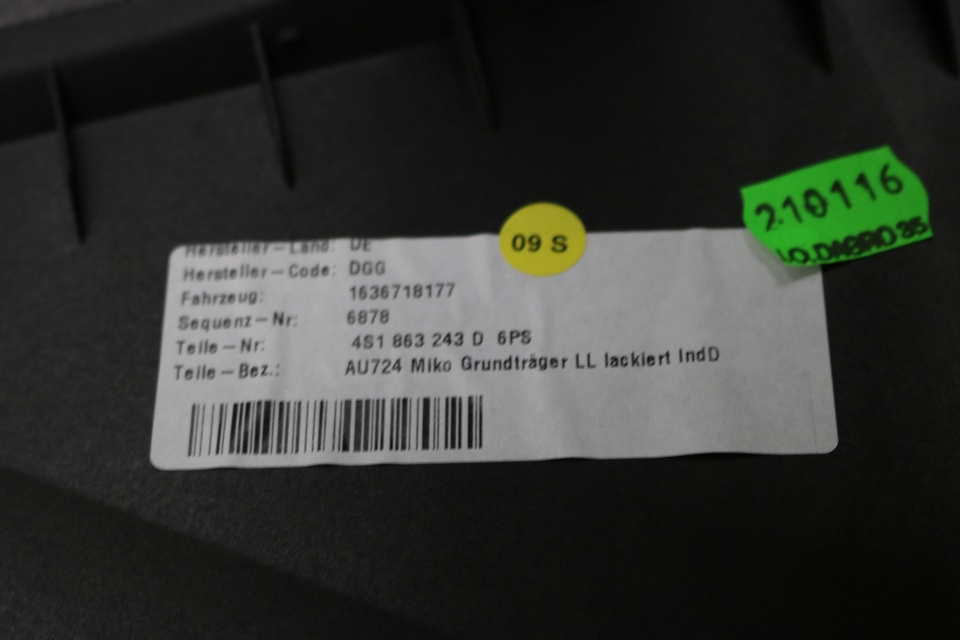 210116
09 S
Hersteller-Land: DE
Hersteller-Code: DGG
Fahrzeug: 1636718177
Sequenz-Nr: 6878
Teile-Nr: 4S1 863 243 D 6PS
Teile-Bez.: AU724 Miko Grundträger LL lackiert IndD